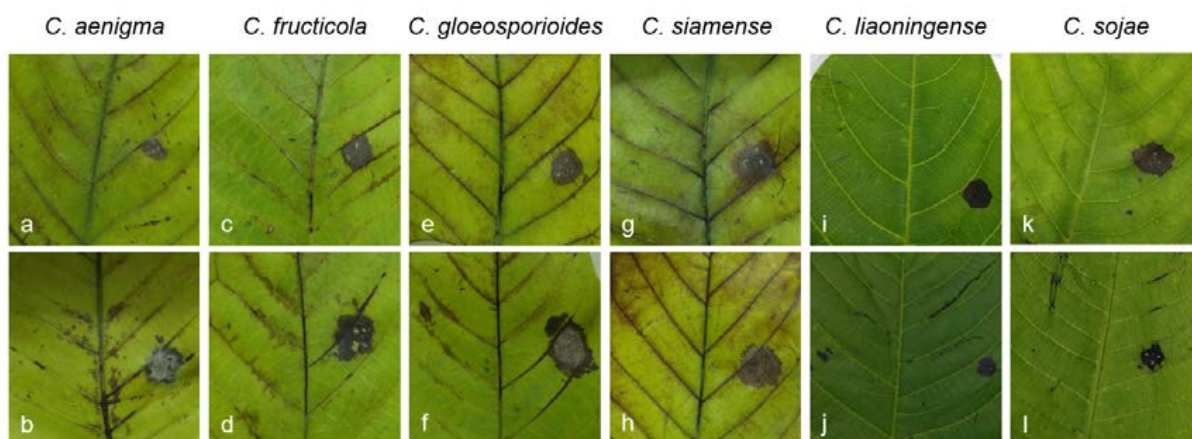 C. aenigma C. fructicola C. gloeosporioides C. siamense C. liaoningense C. sojae
a c e g i k
b d f h j l